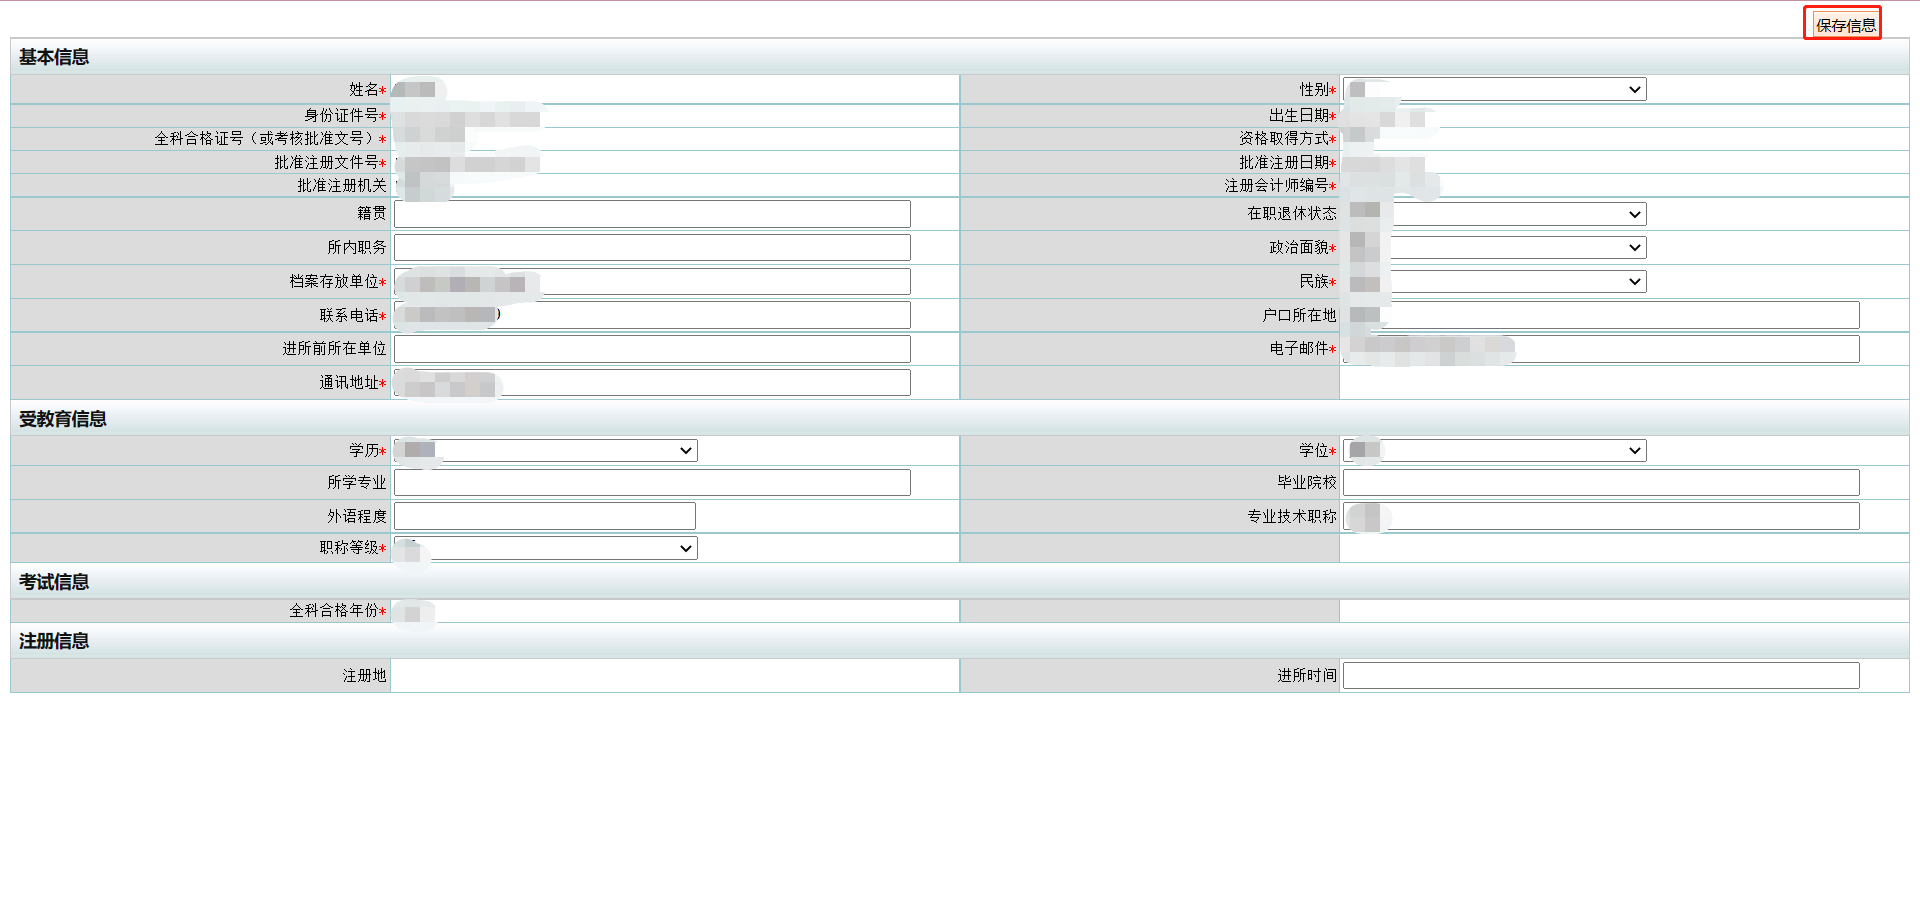 保存信息
基本信息
姓名* 性别*
身份证件号* 出生日期*
全科合格证号（或考核批准文号）* 资格取得方式*
批准注册文件号* 批准注册日期*
批准注册机关 注册会计师编号*
籍贯 在职退休状态
所内职务 政治面貌*
档案存放单位* 民族*
联系电话* ) 户口所在地
进所前所在单位 电子邮件*
通讯地址*
受教育信息
学历* 学位*
所学专业 毕业院校
外语程度 专业技术职称
职称等级*
考试信息
全科合格年份*
注册信息
注册地 进所时间